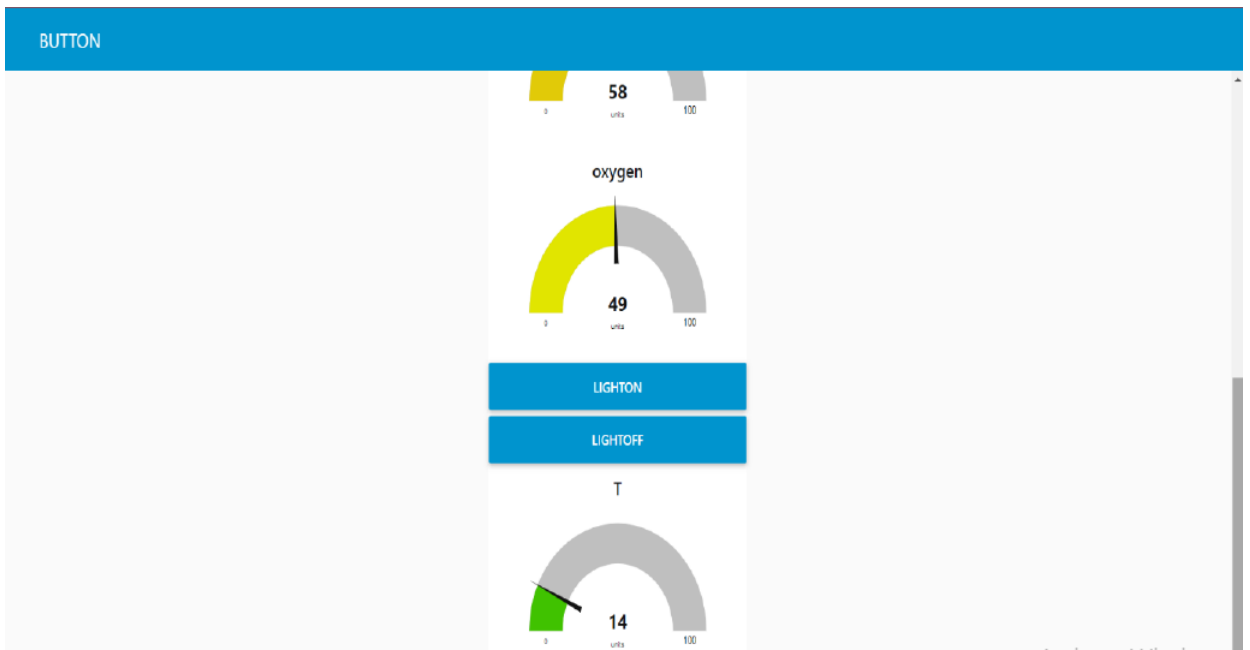 BUTTON
58
0 units 100
oxygen
49
0 units 100
LIGHTON
LIGHTOFF
T
14
0 units 100